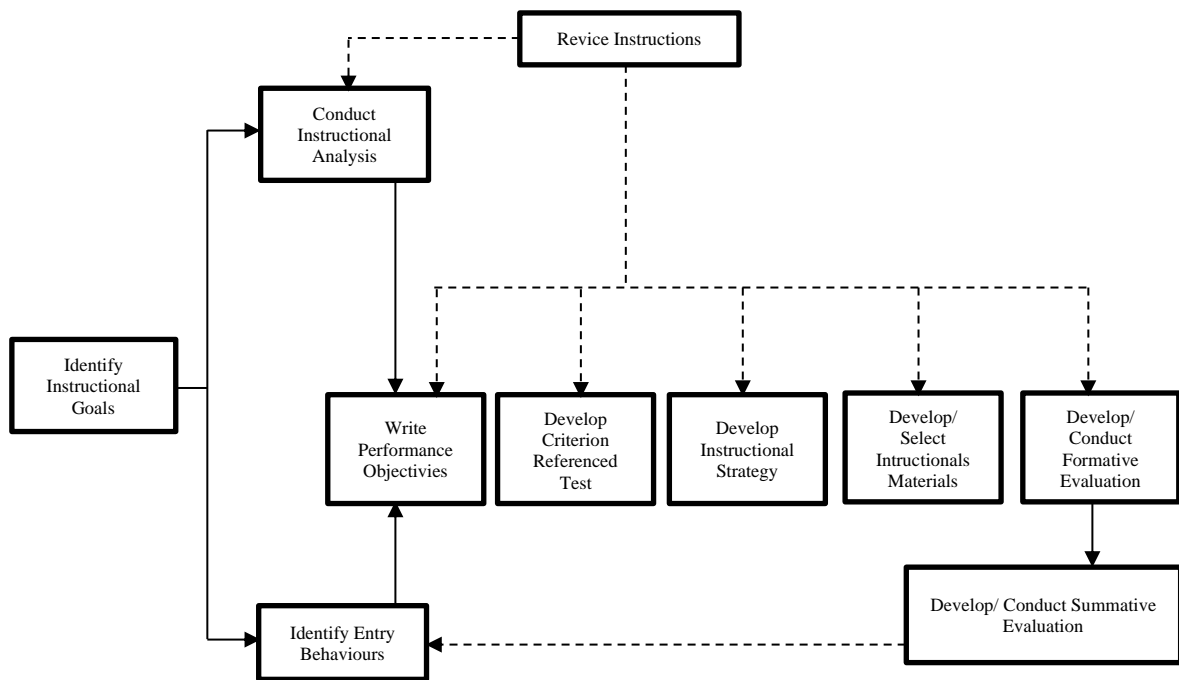 Revice Instructions
Conduct
Instructional
Analysis
Identify
Instructional
Goals
Write
Performance
Objectivies
Develop
Criterion
Referenced
Test
Develop
Instructional
Strategy
Develop/
Select
Intructionals
Materials
Develop/
Conduct
Formative
Evaluation
Identify Entry
Behaviours
Develop/ Conduct Summative
Evaluation